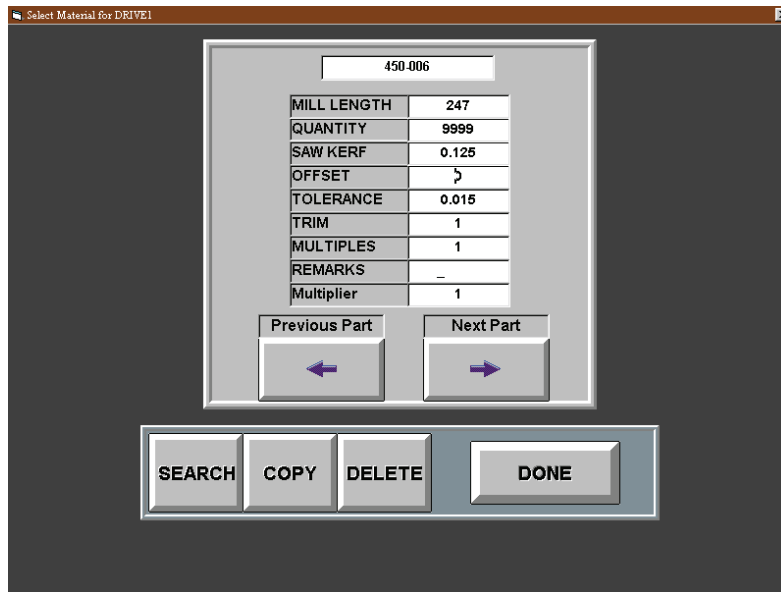 Select Material for DRIVE1
450-006
MILL LENGTH 247
QUANTITY 9999
SAW KERF 0.125
OFFSET
TOLERANCE 0.015
TRIM 1
MULTIPLES 1
REMARKS _
Multiplier 1
Previous Part Next Part
SEARCH COPY DELETE DONE